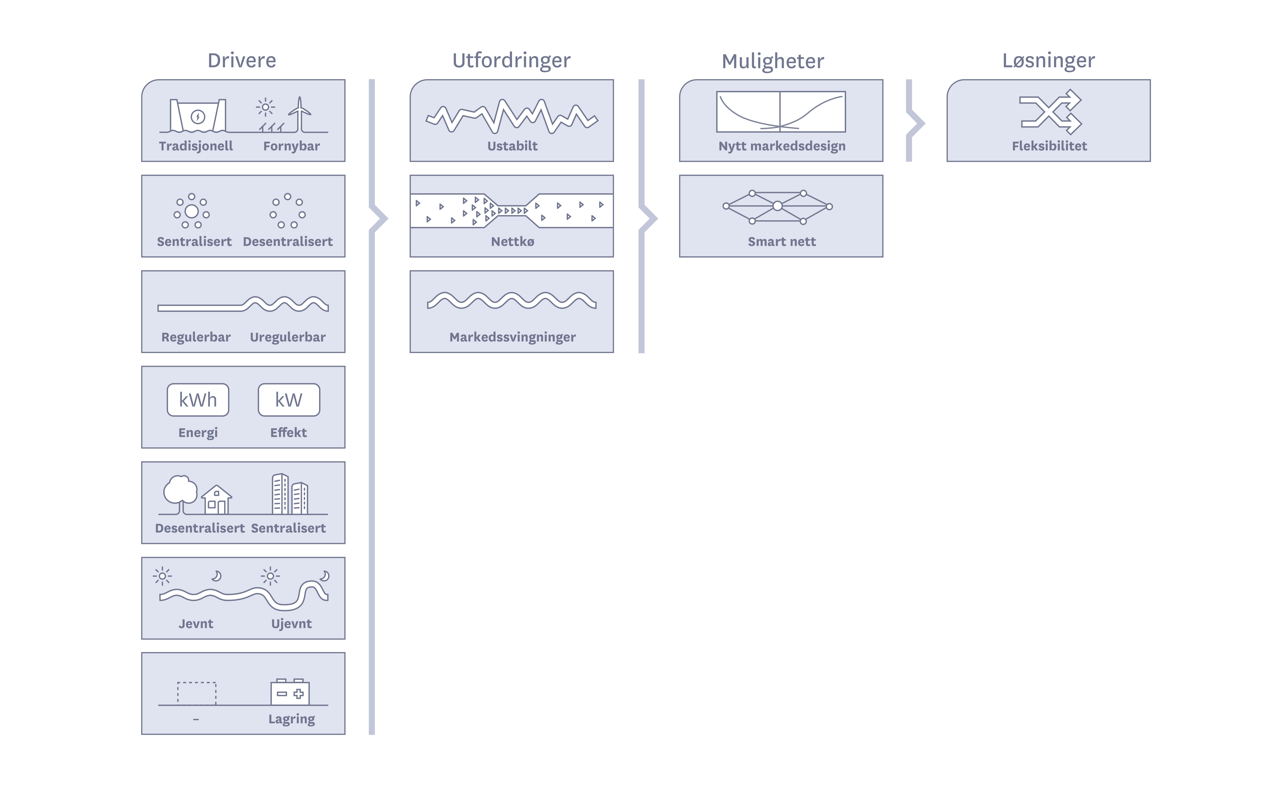 Drivere
Tradisjonell Fornybar
Sentralisert Desentralisert
Regulerbar Uregulerbar
kWh kW
Energi Effekt
Desentralisert Sentralisert
Jevnt Ujevnt
– Lagring
Utfordringer
Ustabilt
Nettkø
Markedssvingninger
Muligheter
Nytt markedsdesign
Smart nett
Løsninger
Fleksibilitet